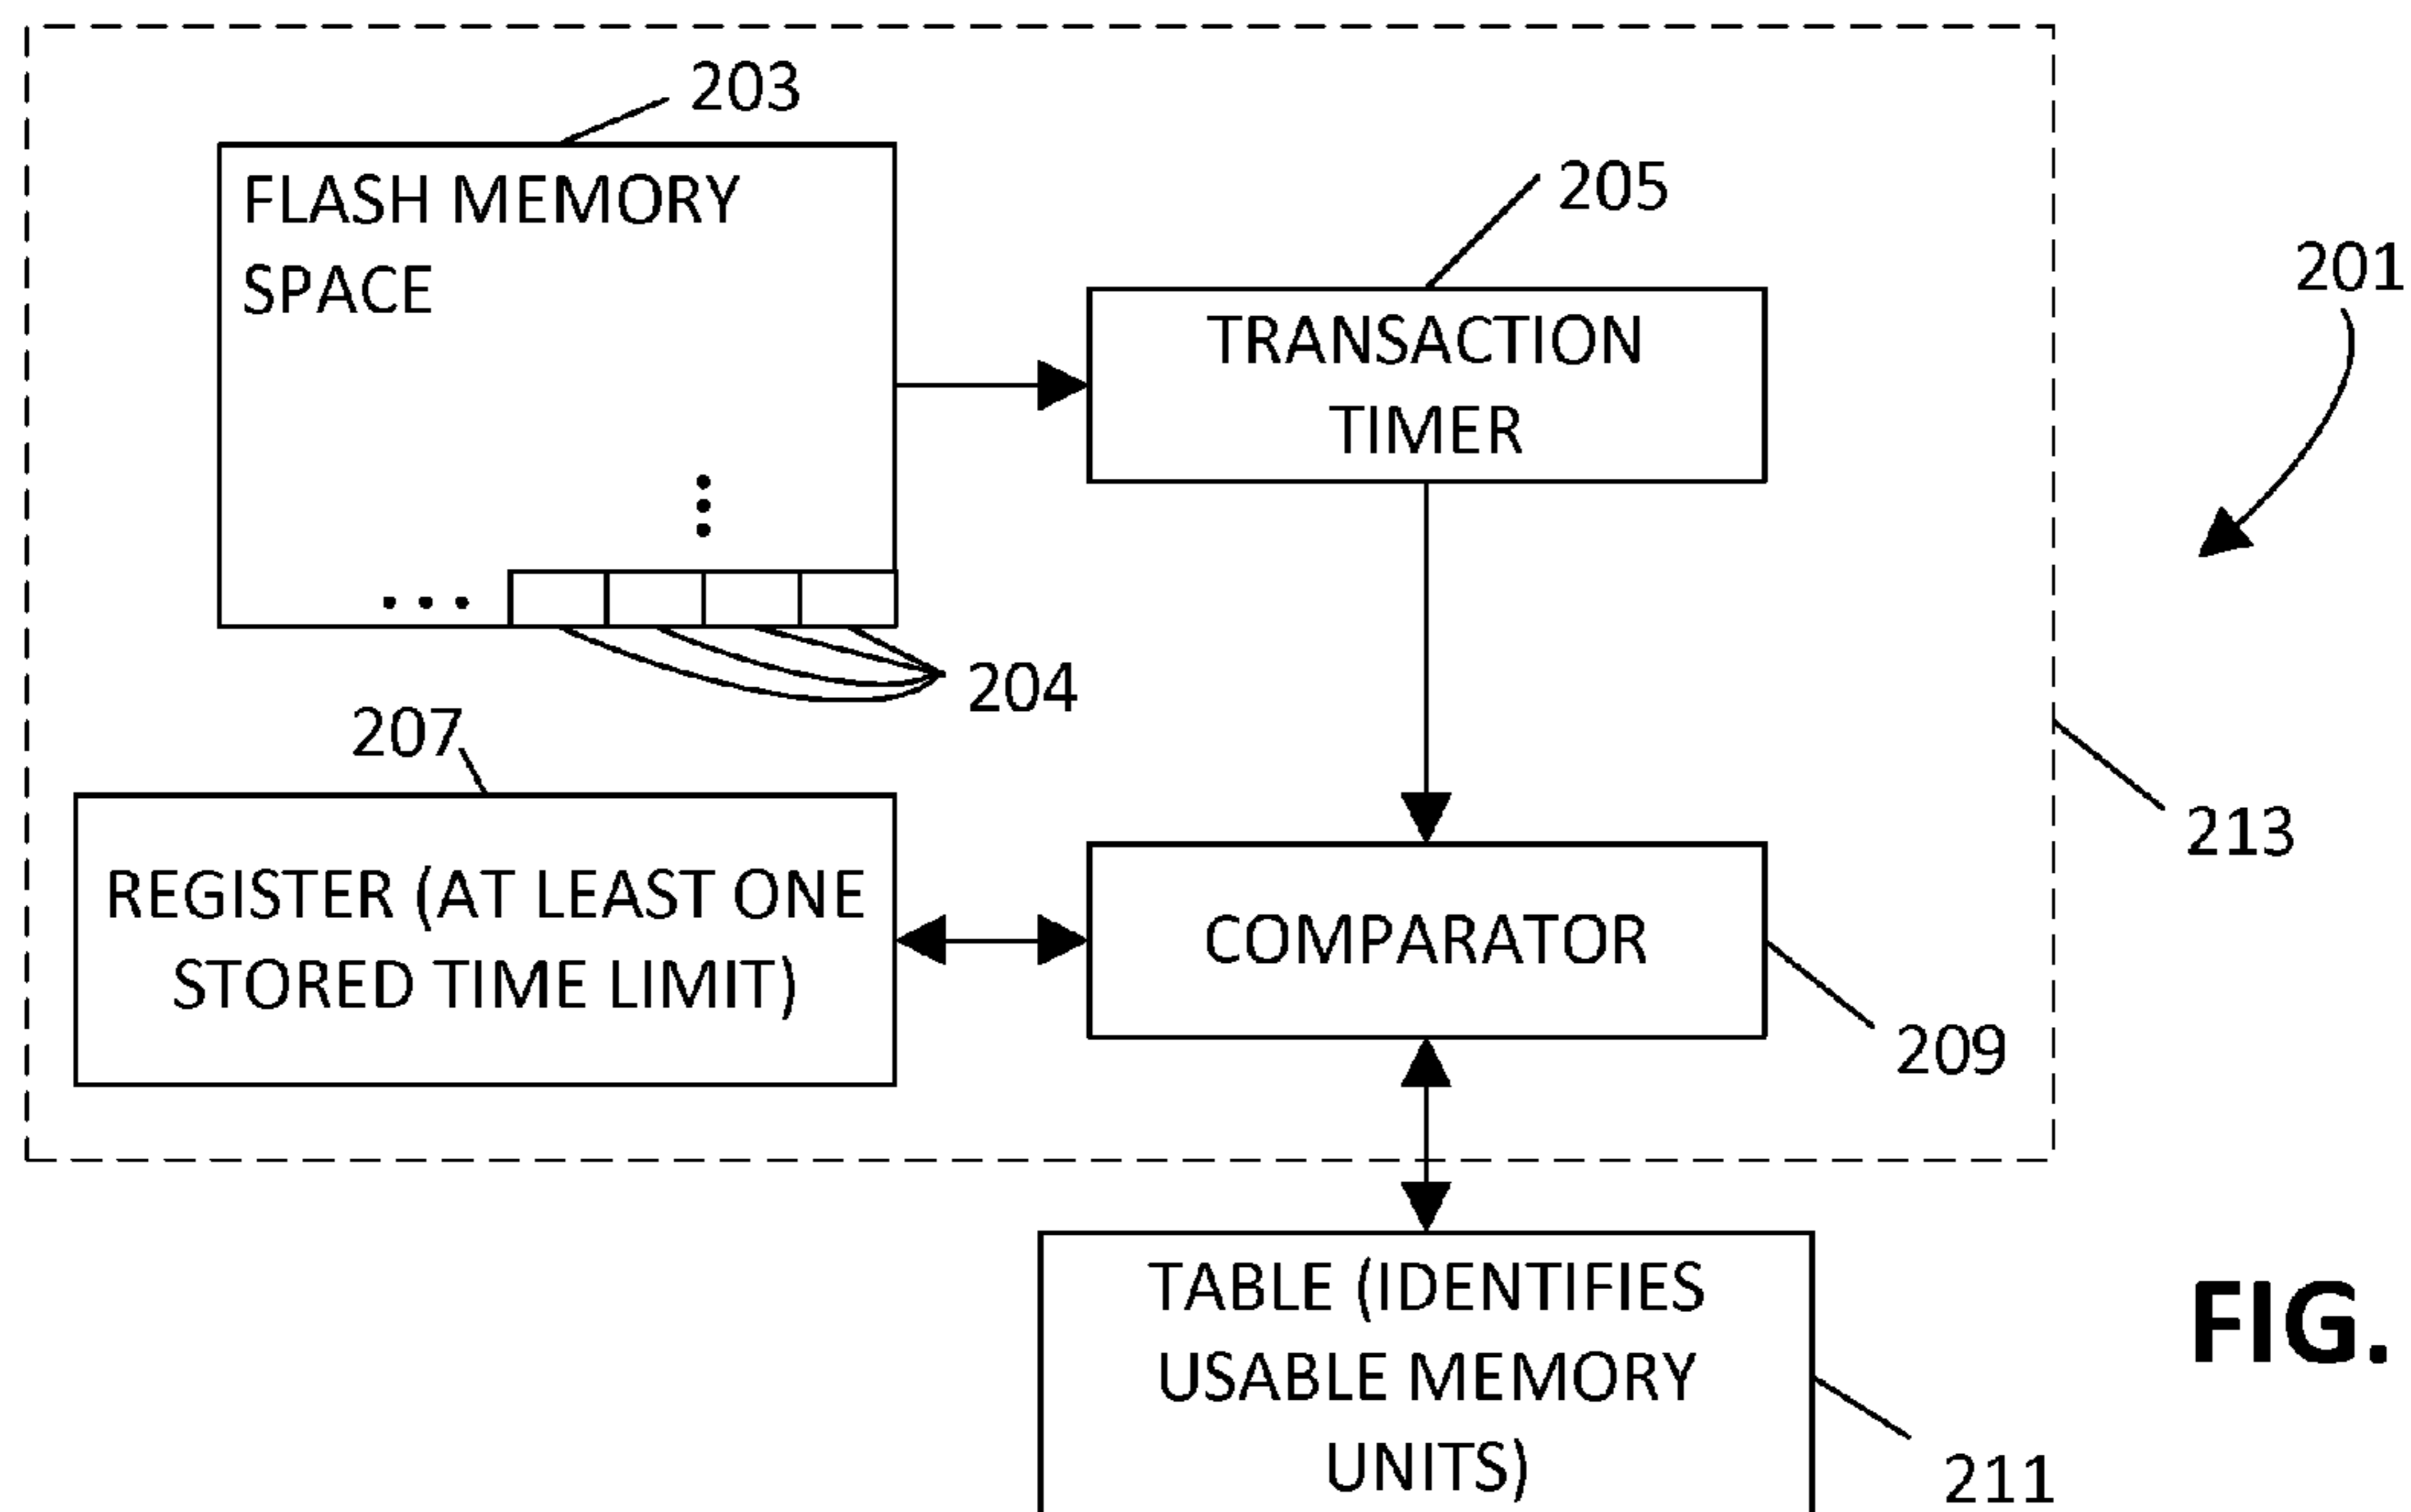 203
FLASH MEMORY
SPACE
205
TRANSACTION
TIMER
201
204
207
REGISTER (AT LEAST ONE
STORED TIME LIMIT)
COMPARATOR
213
209
TABLE (IDENTIFIES
USABLE MEMORY
UNITS)
211
FIG.